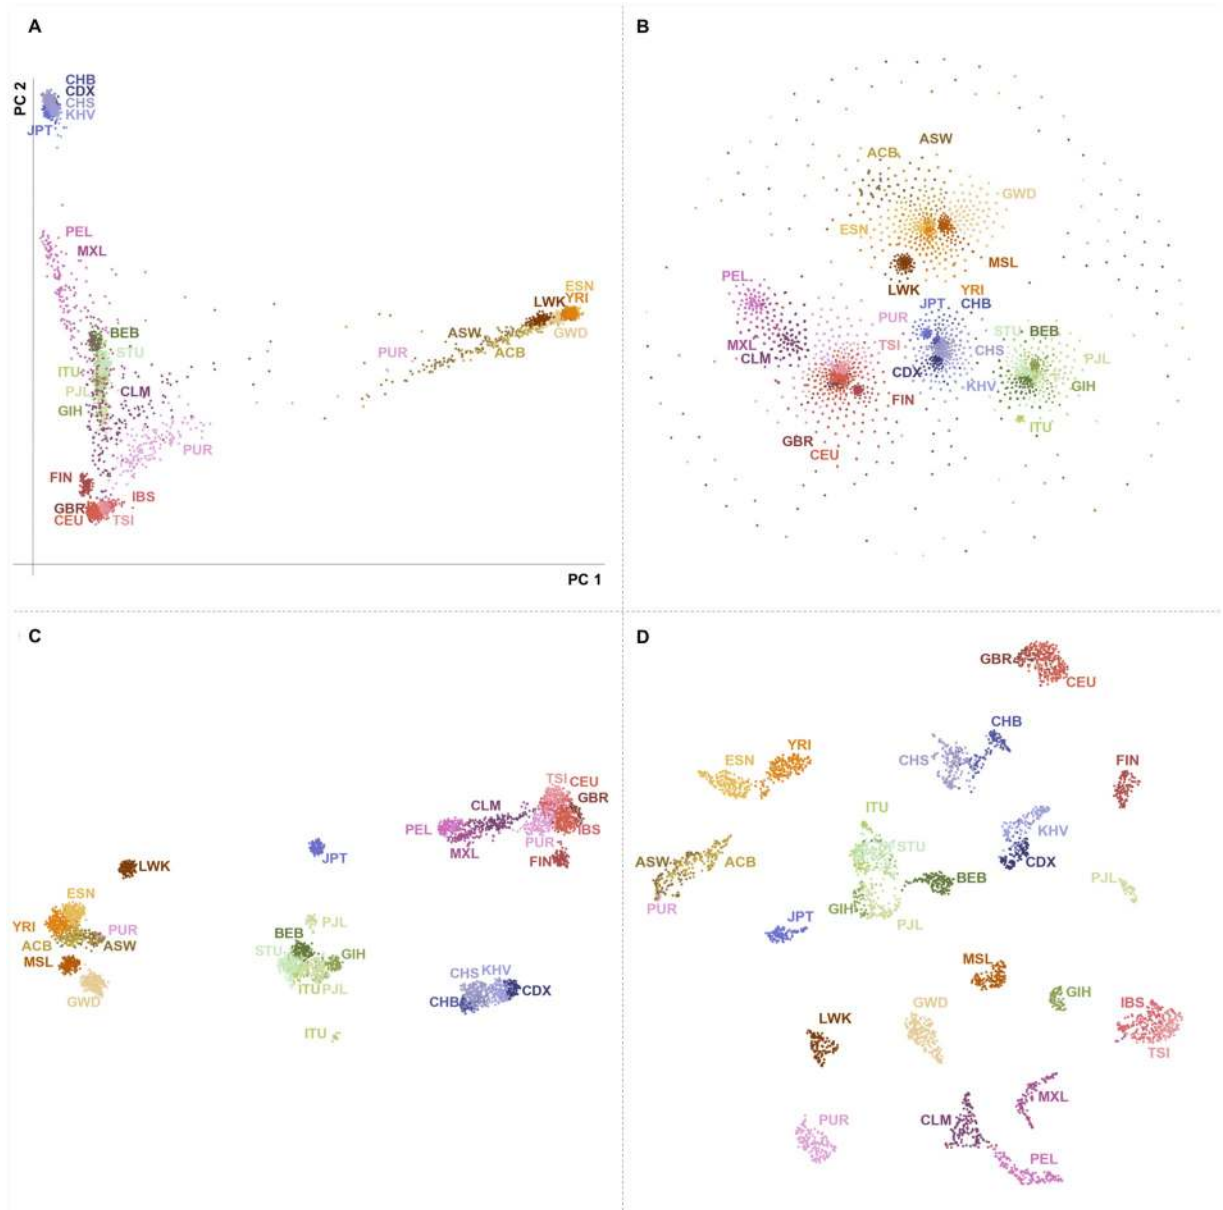 A
PC 2
CHB
CDX
CHS
KHV
JPT
PEL
MXL
BEB
STU
ITU
PJL
GIH
CLM
PUR
PUR
FIN
IBS
GBR
CEU
TSI
ASW
ACB
LWK
ESN
YRI
GWD
PC 1
B
ASW
ACB
GWD
ESN
MSL
LWK
YRI
PEL
JPT
CHB
PUR
STU
BEB
MXL
CLM
TSI
CHS
PJL
CDX
KHV
GIH
FIN
ITU
GBR
CEU
C
TSI
CEU
GBR
CLM
PEL
MXL
PUR
IBS
FIN
JPT
LWK
ESN
YRI
PUR
ACB
ASW
MSL
GWD
PJL
BEB
STU
GIH
ITU
PJL
ITU
CHS
KHV
CHB
CDX
D
GBR
CEU
CHB
CHS
YRI
ESN
FIN
ITU
KHV
STU
CDX
ASW
ACB
BEB
PJL
PUR
GIH
PJL
JPT
MSL
GIH
GWD
IBS
LWK
TSI
MXL
PUR
CLM
PEL